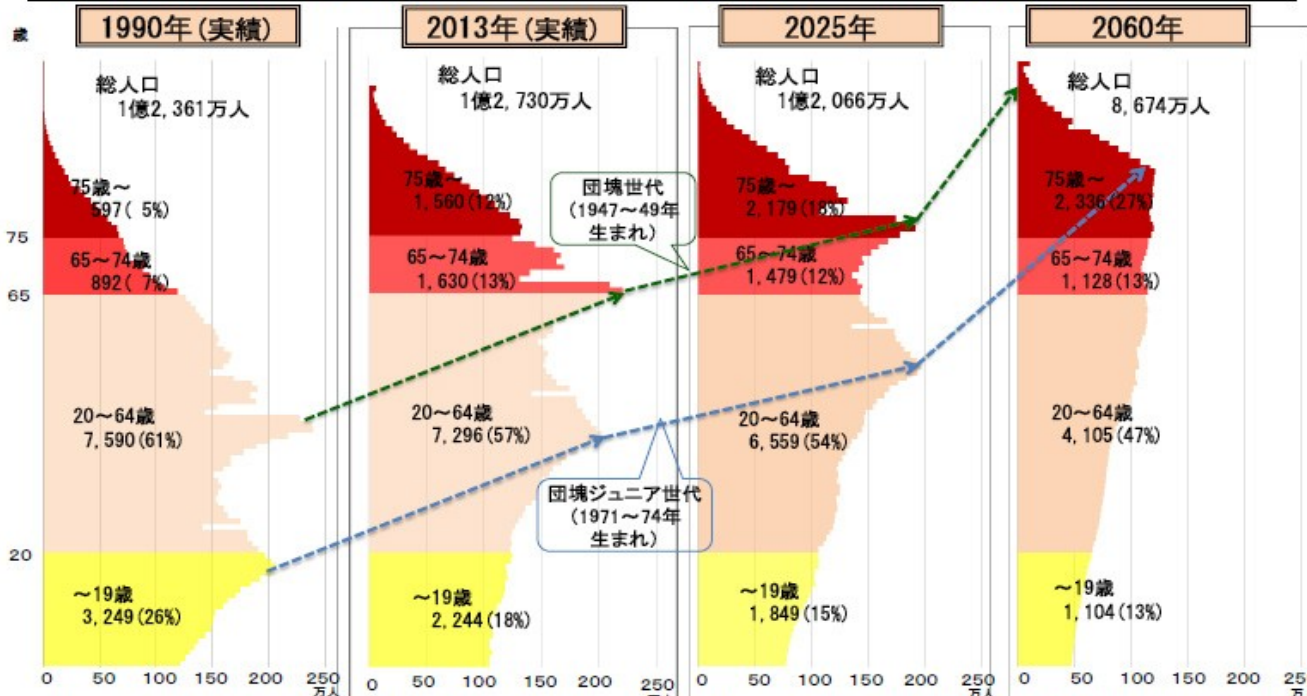 1990年(実績)
2013年(実績)
2025年
2060年
歳
総人口
1億2,361万人
75歳~
597( 5%)
75
65~74歳
892( 7%)
65
20~64歳
7,590(61%)
20
~19歳
3,249(26%)
0 50 100 150 200 250
万人
総人口
1億2,730万人
75歳~
1,560(12%)
65~74歳
1,630(13%)
20~64歳
7,296(57%)
~19歳
2,244(18%)
0 50 100 150 200 250
万人
団塊世代
(1947~49年
生まれ)
団塊ジュニア世代
(1971~74年
生まれ)
総人口
1億2,066万人
75歳~
2,179(18%)
65~74歳
1,479(12%)
20~64歳
6,559(54%)
~19歳
1,849(15%)
0 50 100 150 200 250
万人
総人口
8,674万人
75歳~
2,336(27%)
65~74歳
1,128(13%)
20~64歳
4,105(47%)
~19歳
1,104(13%)
0 50 100 150 200 250
万人